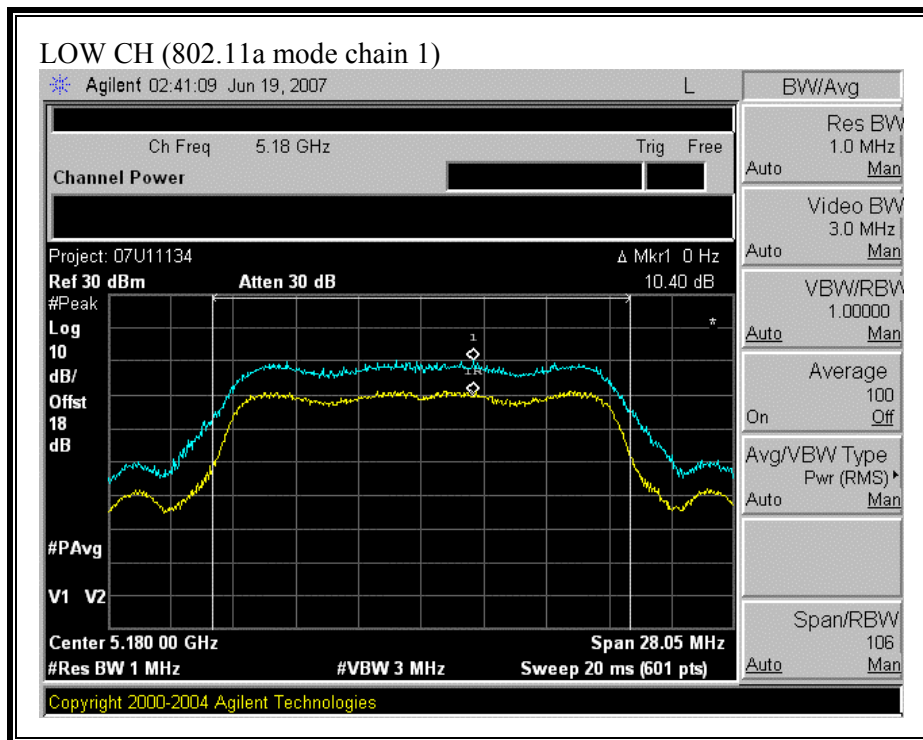 LOW CH (802.11a mode chain 1)
Agilent 02:41:09 Jun 19, 2007 L
Ch Freq 5.18 GHz Trig Free
Channel Power
Project: 07U11134
Δ Mkr1 0 Hz
Ref 30 dBm Atten 30 dB 10.40 dB
#Peak
Log
10
dB/
Offst
18
dB
*
1
1R
#PAvg
V1 V2
Center 5.180 00 GHz Span 28.05 MHz
#Res BW 1 MHz #VBW 3 MHz Sweep 20 ms (601 pts)
Copyright 2000-2004 Agilent Technologies
BW/Avg
Res BW
1.0 MHz
Auto Man
Video BW
3.0 MHz
Auto Man
VBW/RBW
1.00000
Auto Man
Average
100
On Off
Avg/VBW Type
Pwr (RMS)
Auto Man
Span/RBW
106
Auto Man